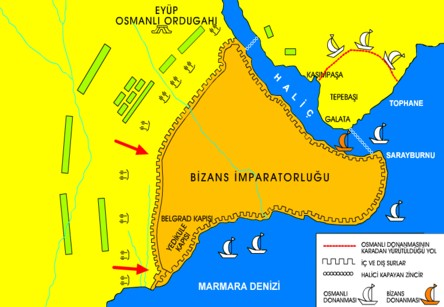 EYÜP
OSMANLI ORDUGAHI
HALİÇ
KASIMPAŞA
TEPEBAŞI
GALATA
TOPHANE
SARAYBURNU
BİZANS İMPARATORLUĞU
BELGRAD KAPISI
YEDİKULE
KAPISI
MARMARA DENİZİ
OSMANLI DONANMASININ
KARADAN YÜRÜTÜLDÜĞÜ YOL
İÇ VE DIŞ SURLAR
HALİCİ KAPAYAN ZİNCİR
OSMANLI
DONANMASI
BİZANS
DONANMASI